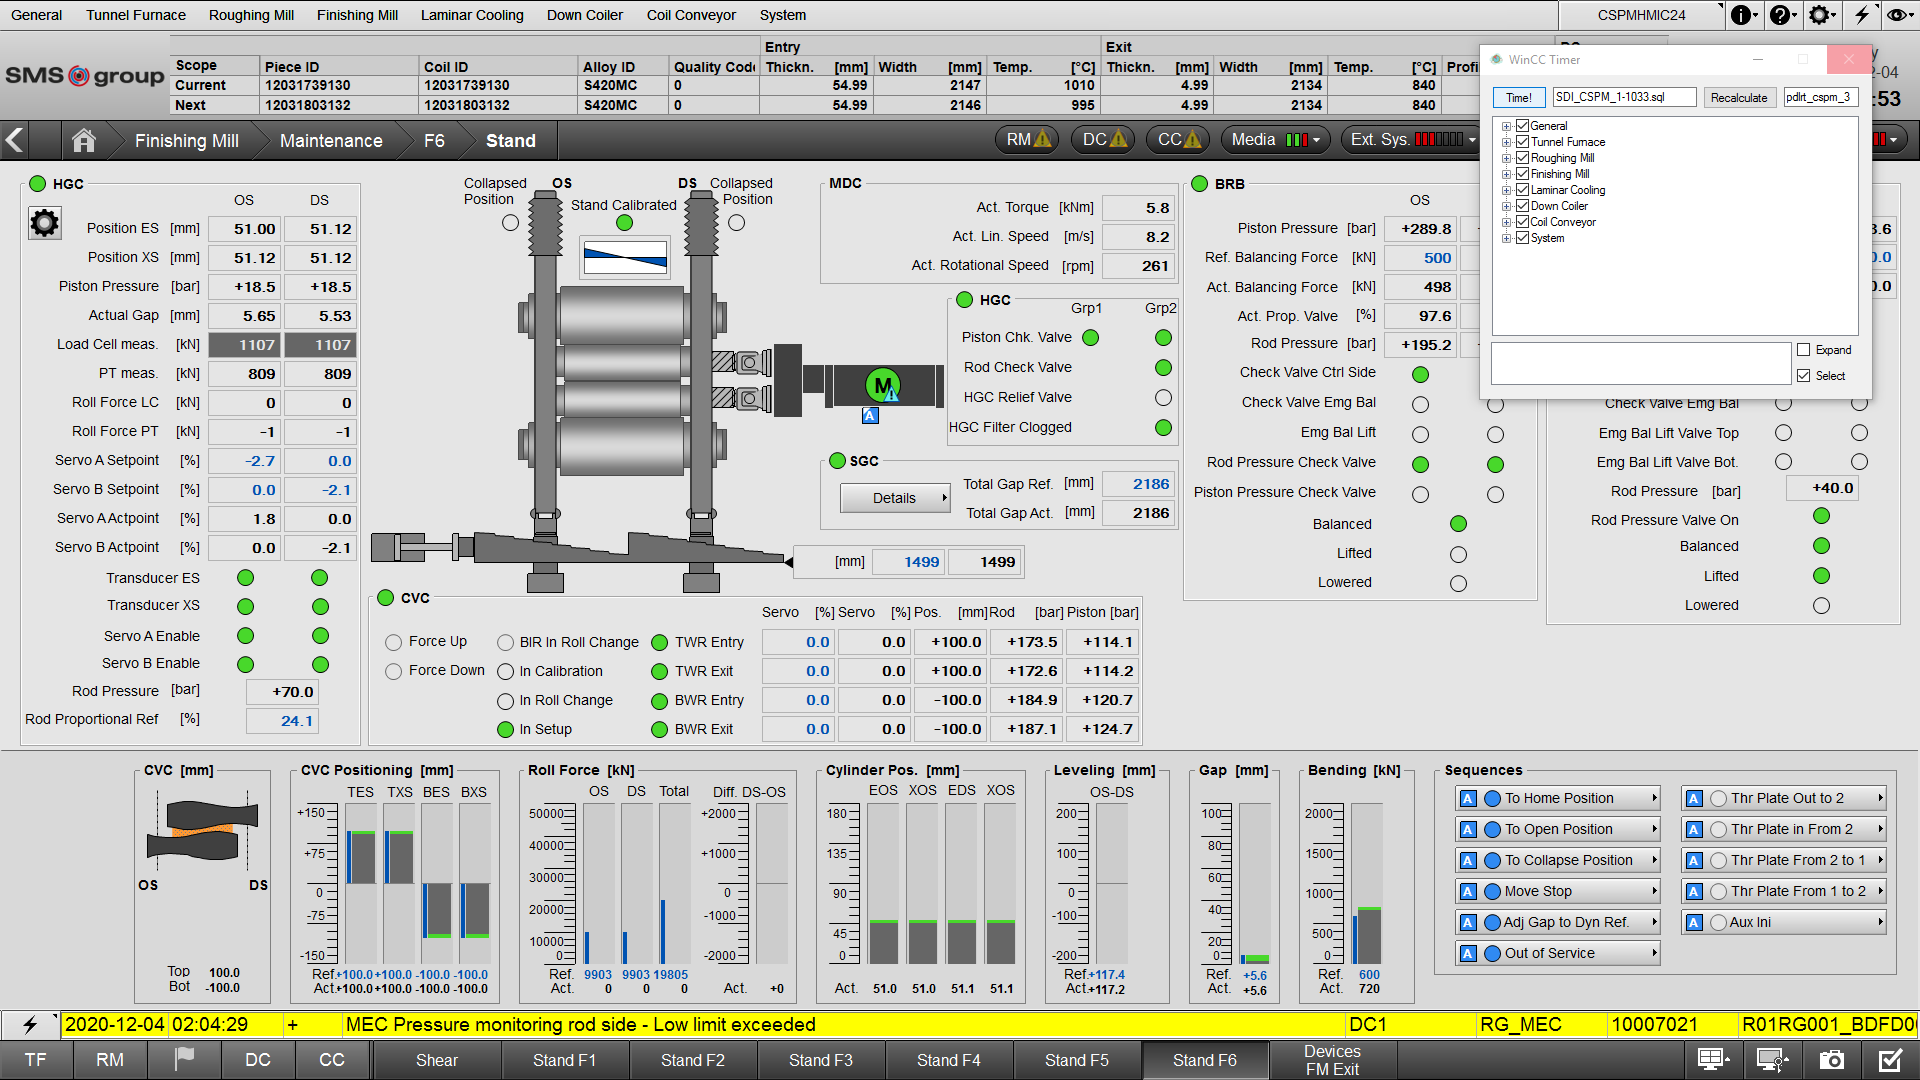 General Tunnel Furnace Roughing Mill Finishing Mill Laminar Cooling Down Coiler Coil Conveyor System CSPMHMIC24
SMS group
Entry Exit
Scope Piece ID Coil ID Alloy ID Quality Code Thickn. [mm] Width [mm] Temp. [°C] Thickn. [mm] Width [mm] Temp. [°C]
Current 12031739130 12031739130 S420MC 0 54.99 2147 1010 4.99 2134 840
Next 12031803132 12031803132 S420MC 0 54.99 2146 995 4.99 2134 840
-04
:53
WinCC Timer
Time! SDI_CSPM_1-1033.sql Recalculate pdlrt_cspm_3
General
Tunnel Furnace
Roughing Mill
Finishing Mill
Laminar Cooling
Down Coiler
Coil Conveyor
System
Expand
Select
Finishing Mill Maintenance F6 Stand RM DC CC Media Ext. Sys.
HGC
OS DS
Position ES [mm] 51.00 51.12
Position XS [mm] 51.12 51.12
Piston Pressure [bar] +18.5 +18.5
Actual Gap [mm] 5.65 5.53
Load Cell meas. [kN] 1107 1107
PT meas. [kN] 809 809
Roll Force LC [kN] 0 0
Roll Force PT [kN] -1 -1
Servo A Setpoint [%] -2.7 0.0
Servo B Setpoint [%] 0.0 -2.1
Servo A Actpoint [%] 1.8 0.0
Servo B Actpoint [%] 0.0 -2.1
Transducer ES
Transducer XS
Servo A Enable
Servo B Enable
Rod Pressure [bar] +70.0
Rod Proportional Ref [%] 24.1
Collapsed Position OS
DS Collapsed Position
Stand Calibrated
M
A
[mm] 1499 1499
MDC
Act. Torque [kNm] 5.8
Act. Lin. Speed [m/s] 8.2
Act. Rotational Speed [rpm] 261
HGC
Grp1 Grp2
Piston Chk. Valve
Rod Check Valve
HGC Relief Valve
HGC Filter Clogged
SGC
Details
Total Gap Ref. [mm] 2186
Total Gap Act. [mm] 2186
BRB
OS
Piston Pressure [bar] +289.8
Ref. Balancing Force [kN] 500
Act. Balancing Force [kN] 498
Act. Prop. Valve [%] 97.6
Rod Pressure [bar] +195.2
Check Valve Ctrl Side
Check Valve Emg Bal
Emg Bal Lift
Rod Pressure Check Valve
Piston Pressure Check Valve
Balanced
Lifted
Lowered
3.6
0.0
0.0
Check Valve Emg Bal
Emg Bal Lift Valve Top
Emg Bal Lift Valve Bot.
Rod Pressure [bar] +40.0
Rod Pressure Valve On
Balanced
Lifted
Lowered
CVC
Servo [%] Servo [%] Pos. [mm] Rod [bar] Piston [bar]
Force Up BIR In Roll Change TWR Entry 0.0 0.0 +100.0 +173.5 +114.1
Force Down In Calibration TWR Exit 0.0 0.0 +100.0 +172.6 +114.2
In Roll Change BWR Entry 0.0 0.0 -100.0 +184.9 +120.7
In Setup BWR Exit 0.0 0.0 -100.0 +187.1 +124.7
CVC [mm]
OS DS
Top 100.0
Bot -100.0
CVC Positioning [mm]
TES TXS BES BXS
+150
+75
0
-75
-150
Ref. +100.0 +100.0 -100.0 -100.0
Act. +100.0 +100.0 -100.0 -100.0
Roll Force [kN]
OS DS Total Diff. DS-OS
50000
40000
30000
20000
10000
0
+2000
+1000
0
-1000
-2000
Ref. 9903 9903 19805
Act. 0 0 0 Act. +0
Cylinder Pos. [mm]
EOS XOS EDS XOS
180
135
90
45
0
Act. 51.0 51.0 51.1 51.1
Leveling [mm]
OS-DS
200
100
0
-100
-200
Ref. +117.4
Act. +117.2
Gap [mm]
100
80
60
40
20
0
Ref. +5.6
Act. +5.6
Bending [kN]
2000
1500
1000
500
0
Ref. 600
Act. 720
Sequences
A To Home Position A Thr Plate Out to 2
A To Open Position A Thr Plate in From 2
A To Collapse Position A Thr Plate From 2 to 1
A Move Stop A Thr Plate From 1 to 2
A Adj Gap to Dyn Ref. A Aux Ini
A Out of Service
2020-12-04 02:04:29 + MEC Pressure monitoring rod side - Low limit exceeded DC1 RG_MEC 10007021 R01RG001_BDFD0
TF RM DC CC Shear Stand F1 Stand F2 Stand F3 Stand F4 Stand F5 Stand F6 Devices FM Exit